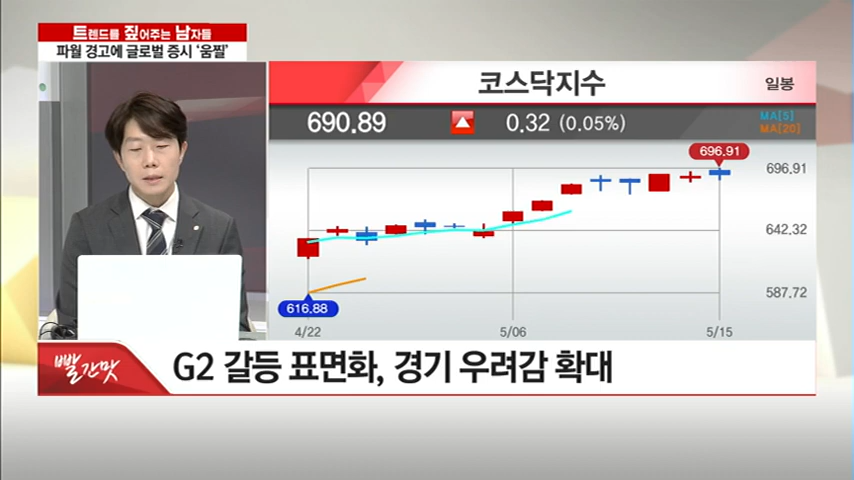 트렌드를 짚어주는 남자들
파월 경고에 글로벌 증시 ‘움찔’
코스닥지수
일봉
690.89 ▲ 0.32 (0.05%)
MA[5]
MA[20]
696.91
696.91
642.32
587.72
616.88
4/22 5/06 5/15
빨간맛
G2 갈등 표면화, 경기 우려감 확대